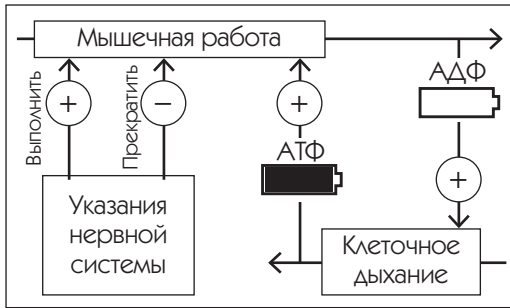 Мышечная работа
Выполнить
+
Прекратить
−
+
АТФ
АДФ
+
Указания
нервной
системы
Клеточное
дыхание